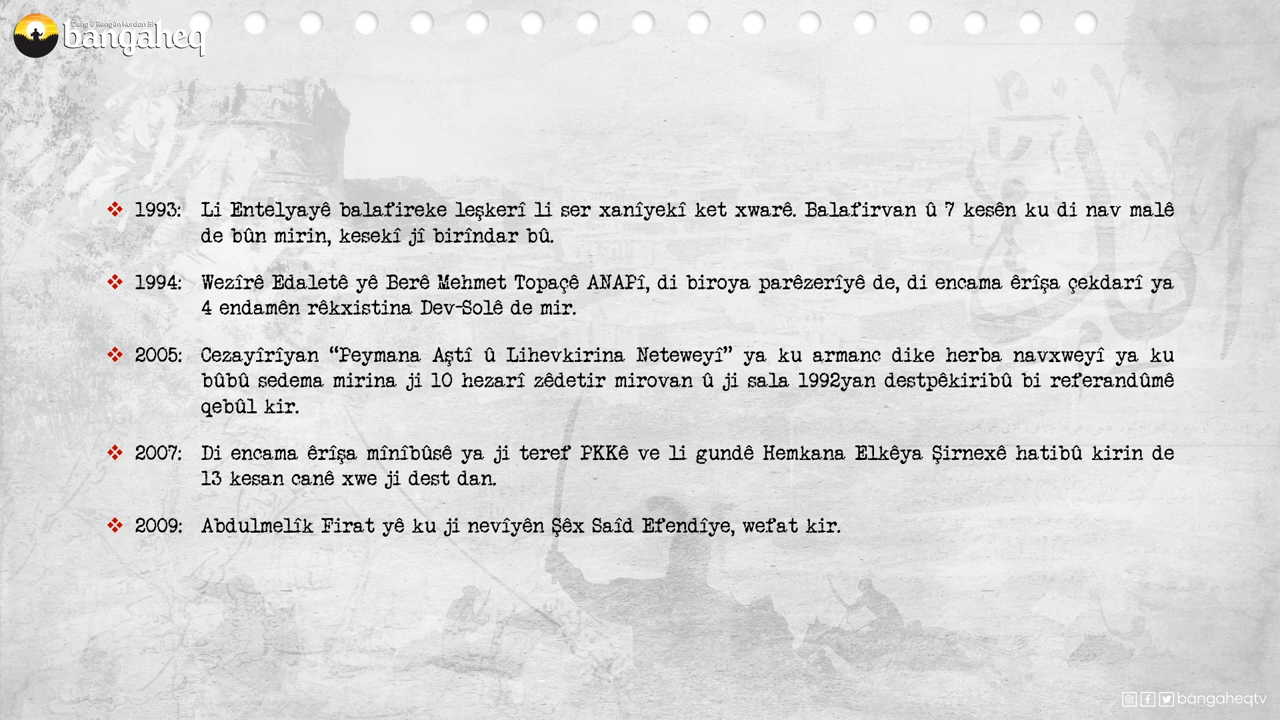 Deng û Rengên Kurdan Bi
bangaheq
❖ 1993: Li Entelyayê balafireke leşkerî li ser xanîyekî ket xwarê. Balafirvan û 7 kesên ku di nav malê
de bûn mirin, kesekî jî birîndar bû.
❖ 1994: Wezîrê Edaletê yê Berê Mehmet Topaçê ANAPî, di biroya parêzerîyê de, di encama êrîşa çekdarî ya
4 endamên rêkxistina Dev-Solê de mir.
❖ 2005: Cezayîrîyan “Peymana Aştî û Lihevkirina Neteweyî” ya ku armanc dike herba navxweyî ya ku
bûbû sedema mirina ji 10 hezarî zêdetir mirovan û ji sala 1992yan destpêkiribû bi referandûmê
qebûl kir.
❖ 2007: Di encama êrîşa mînîbûsê ya ji teref PKKê ve li gundê Hemkana Elkêya Şirnexê hatibû kirin de
13 kesan canê xwe ji dest dan.
❖ 2009: Abdulmelîk Firat yê ku ji nevîyên Şêx Saîd Efendîye, wefat kir.
bangaheqtv